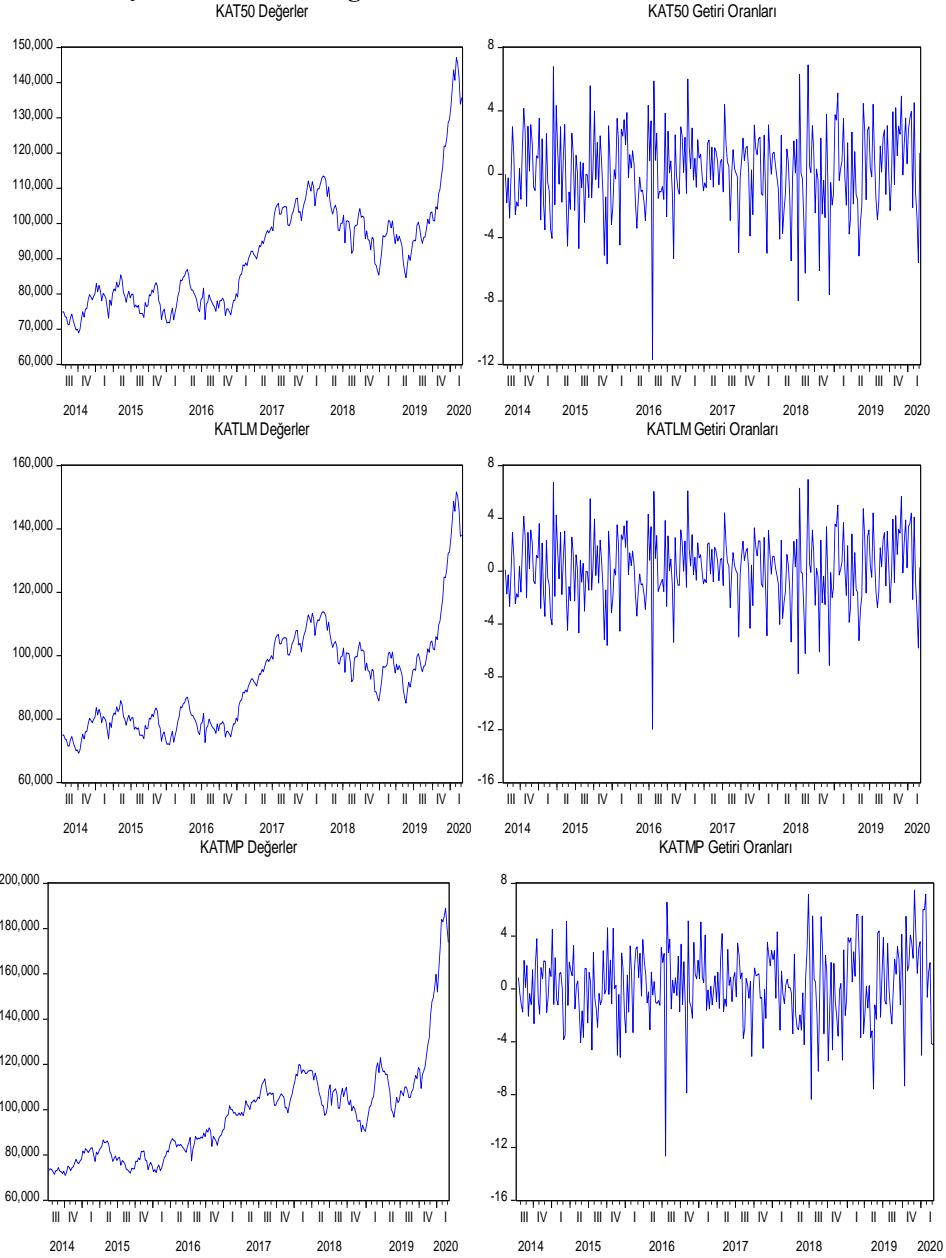 KAT50 Değerler
150,000
140,000
130,000
120,000
110,000
100,000
90,000
80,000
70,000
60,000
III IV I II III IV I II III IV I II III IV I II III IV I II III IV I
2014 2015 2016 2017 2018 2019 2020
KAT50 Getiri Oranları
8
4
0
-4
-8
-12
III IV I II III IV I II III IV I II III IV I II III IV I II III IV I
2014 2015 2016 2017 2018 2019 2020
KATLM Değerler
160,000
140,000
120,000
100,000
80,000
60,000
III IV I II III IV I II III IV I II III IV I II III IV I II III IV I
2014 2015 2016 2017 2018 2019 2020
KATLM Getiri Oranları
8
4
0
-4
-8
-12
-16
III IV I II III IV I II III IV I II III IV I II III IV I II III IV I
2014 2015 2016 2017 2018 2019 2020
KATMP Değerler
200,000
180,000
160,000
140,000
120,000
100,000
80,000
60,000
III IV I II III IV I II III IV I II III IV I II III IV I II III IV I
2014 2015 2016 2017 2018 2019 2020
KATMP Getiri Oranları
8
4
0
-4
-8
-12
-16
III IV I II III IV I II III IV I II III IV I II III IV I II III IV I
2014 2015 2016 2017 2018 2019 2020